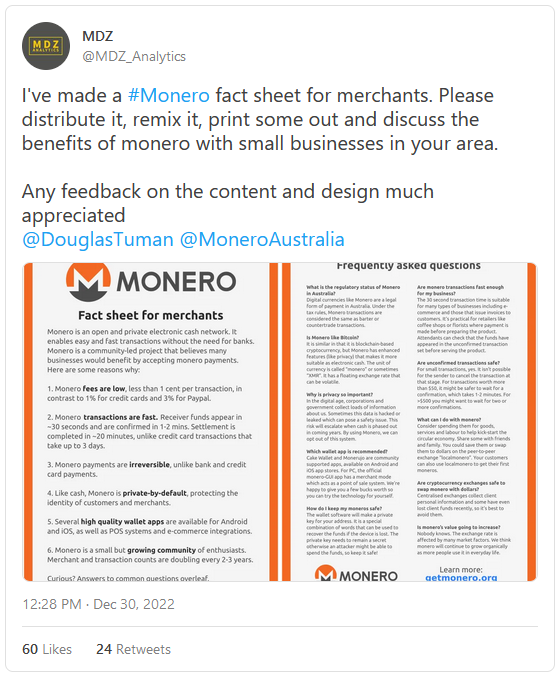 MDZ
ANALYTICS
MDZ
@MDZ_Analytics
I've made a #Monero fact sheet for merchants. Please
distribute it, remix it, print some out and discuss the
benefits of monero with small businesses in your area.
Any feedback on the content and design much
appreciated
@DouglasTuman @MoneroAustralia
MONERO
Fact sheet for merchants
Monero is an open and private electronic cash network. It
enables easy and fast transactions without the need for banks.
Monero is a community-led project that believes many
businesses would benefit by accepting monero payments.
Here are some reasons why:
1. Monero fees are low, less than 1 cent per transaction, in
contrast to 1% for credit cards and 3% for Paypal.
2. Monero transactions are fast. Receiver funds appear in
~30 seconds and are confirmed in 1-2 mins. Settlement is
completed in ~20 minutes, unlike credit card transactions that
take up to 3 days.
3. Monero payments are irreversible, unlike bank and credit
card payments.
4. Like cash, Monero is private-by-default, protecting the
identity of customers and merchants.
5. Several high quality wallet apps are available for Android
and iOS, as well as POS systems and e-commerce integrations.
6. Monero is a small but growing community of enthusiasts.
Merchant and transaction counts are doubling every 2-3 years.
Curious? Answers to common questions overleaf.
Frequently asked questions
What is the regulatory status of Monero
in Australia?
Digital currencies like Monero are a legal
form of payment in Australia. Under the
tax rules, Monero transactions are
considered the same as barter or
countertrade transactions.
Is Monero like Bitcoin?
It is similar in that it is blockchain-based
cryptocurrency, but Monero has enhanced
features (like privacy) that makes it more
suitable as electronic cash. The unit of
currency is called "monero" or sometimes
"XMR". It has a floating exchange rate that
can be volatile.
Why is privacy so important?
In the digital age, corporations and
government collect loads of information
about us. Sometimes this data is hacked or
leaked which can pose a safety issue. This
risk will escalate when cash is phased out
in coming years. By using Monero, we can
opt out of this system.
Which wallet app is recommended?
Cake Wallet and Monerujo are community
supported apps, available on Android and
iOS app stores. For PC, the official
monero-GUI app has a merchant mode
which acts as a point of sale system. We're
happy to give you a few bucks worth so
you can try the technology for yourself.
How do I keep my moneros safe?
The wallet software will make a private
key for your address. It is a special
combination of words that can be used to
recover the funds if the device is lost. The
private key needs to remain a secret
otherwise an attacker might be able to
spend the funds, so keep it safe!
MONERO
Are monero transactions fast enough
for my business?
The 30 second transaction time is suitable
for many types of businesses including e-
commerce and those that issue invoices to
customers. It's practical for retailers like
coffee shops or florists where payment is
made before preparing the product.
Attendants can check that the funds have
appeared in the unconfirmed transaction
set before serving the product.
Are unconfirmed transactions safe?
For small transactions, yes. It isn't possible
for the sender to cancel the transaction at
that stage. For transactions worth more
than $50, it might be safer to wait for a
confirmation, which takes 1-2 minutes. For
>$500 you might want to wait for two or
more confirmations.
What can I do with monero?
Consider spending them for goods,
services and labour to help kick-start the
circular economy. Share some with friends
and family. You could save them or swap
them to dollars on the peer-to-peer
exchange "localmonero". Your customers
can also use localmonero to get their first
moneros.
Are cryptocurrency exchanges safe to
swap monero with dollars?
Centralised exchanges collect client
personal information and some have even
lost client funds recently, so it's best to
avoid them.
Is monero's value going to increase?
Nobody knows. The exchange rate is
affected by many market factors. We think
monero will continue to grow organically
as more people use it in everyday life.
Learn more:
getmonero.org
12:28 PM · Dec 30, 2022
60 Likes 24 Retweets